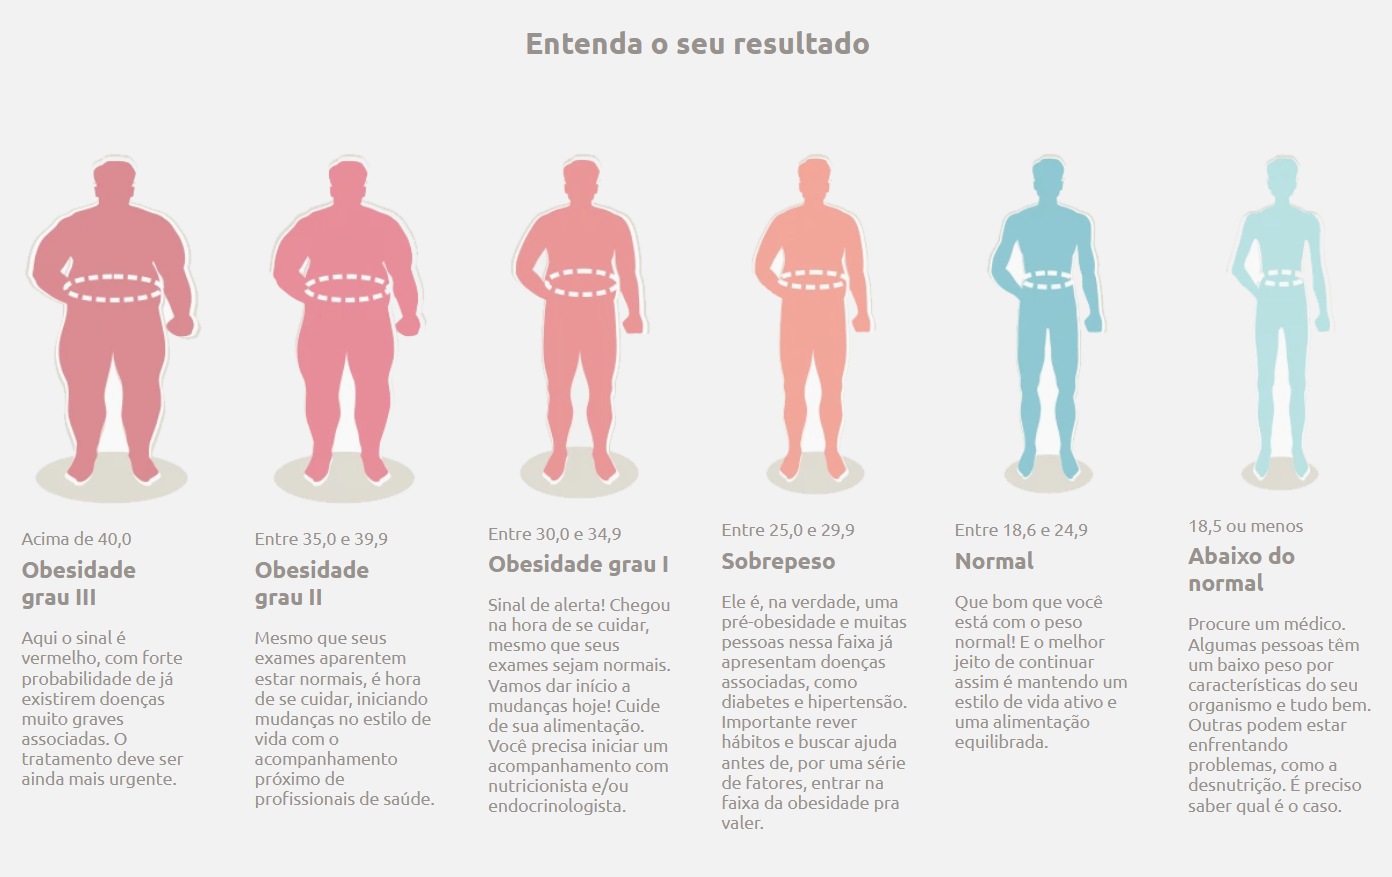 Entenda o seu resultado
Acima de 40,0
Obesidade
grau III
Aqui o sinal é
vermelho, com forte
probabilidade de já
existirem doenças
muito graves
associadas. O
tratamento deve ser
ainda mais urgente.
Entre 35,0 e 39,9
Obesidade
grau II
Mesmo que seus
exames aparentem
estar normais, é hora
de se cuidar, iniciando
mudanças no estilo de
vida com o
acompanhamento
próximo de
profissionais de saúde.
Entre 30,0 e 34,9
Obesidade grau I
Sinal de alerta! Chegou
na hora de se cuidar,
mesmo que seus
exames sejam normais.
Vamos dar início a
mudanças hoje! Cuide
de sua alimentação.
Você precisa iniciar um
acompanhamento com
nutricionista e/ou
endocrinologista.
Entre 25,0 e 29,9
Sobrepeso
Ele é, na verdade, uma
pré-obesidade e muitas
pessoas nessa faixa já
apresentam doenças
associadas, como
diabetes e hipertensão.
Importante rever
hábitos e buscar ajuda
antes de, por uma série
de fatores, entrar na
faixa da obesidade pra
valer.
Entre 18,6 e 24,9
Normal
Que bom que você
está com o peso
normal! E o melhor
jeito de continuar
assim é mantendo um
estilo de vida ativo e
uma alimentação
equilibrada.
18,5 ou menos
Abaixo do
normal
Procure um médico.
Algumas pessoas têm
um baixo peso por
características do seu
organismo e tudo bem.
Outras podem estar
enfrentando
problemas, como a
desnutrição. É preciso
saber qual é o caso.